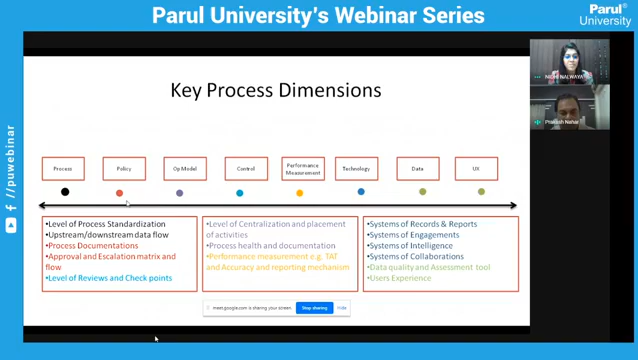 Parul University's Webinar Series
Parul®
University
/puwebinar
Key Process Dimensions
Process
Policy
Op Model
Control
Performance
Measurement
Technology
Data
UX
•Level of Process Standardization
•Upstream/downstream data flow
•Process Documentations
•Approval and Escalation matrix and
flow
•Level of Reviews and Check points
•Level of Centralization and placement
of activities
•Process health and documentation
•Performance measurement e.g. TAT
and Accuracy and reporting mechanism
•Systems of Records & Reports
•Systems of Engagements
•Systems of Intelligence
•Systems of Collaborations
•Data quality and Assessment tool
•Users Experience
meet.google.com is sharing your screen
Stop sharing
Hide
NIDHI NALWAYA
Prakash Nahar